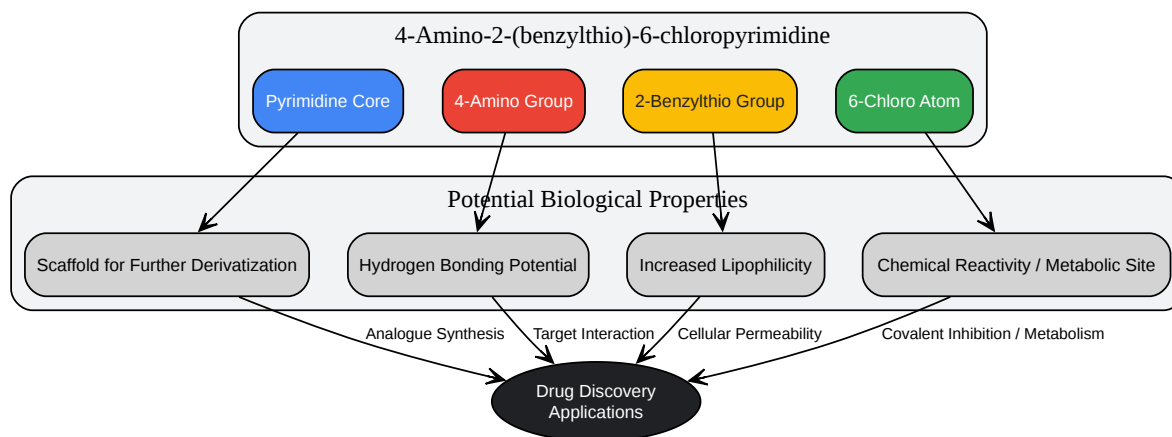 4-Amino-2-(benzylthio)-6-chloropyrimidine
Pyrimidine Core
4-Amino Group
2-Benzylthio Group
6-Chloro Atom
Potential Biological Properties
Scaffold for Further Derivatization
Hydrogen Bonding Potential
Increased Lipophilicity
Chemical Reactivity / Metabolic Site
Analogue Synthesis
Target Interaction
Cellular Permeability
Covalent Inhibition / Metabolism
Drug Discovery
Applications